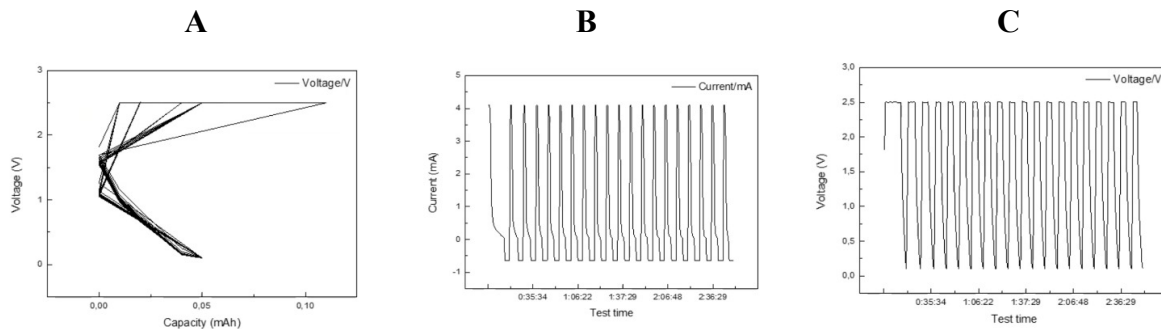 A
B
C
Voltage/V
3
2
1
0
Voltage (V)
0,00
0,05
0,10
Capacity (mAh)
Current/mA
5
4
3
2
1
0
-1
Current (mA)
0:35:34
1:06:22
1:37:29
2:06:48
2:36:29
Test time
Voltage/V
3,0
2,5
2,0
1,5
1,0
0,5
0,0
Voltage (V)
0:35:34
1:06:22
1:37:29
2:06:48
2:36:29
Test time